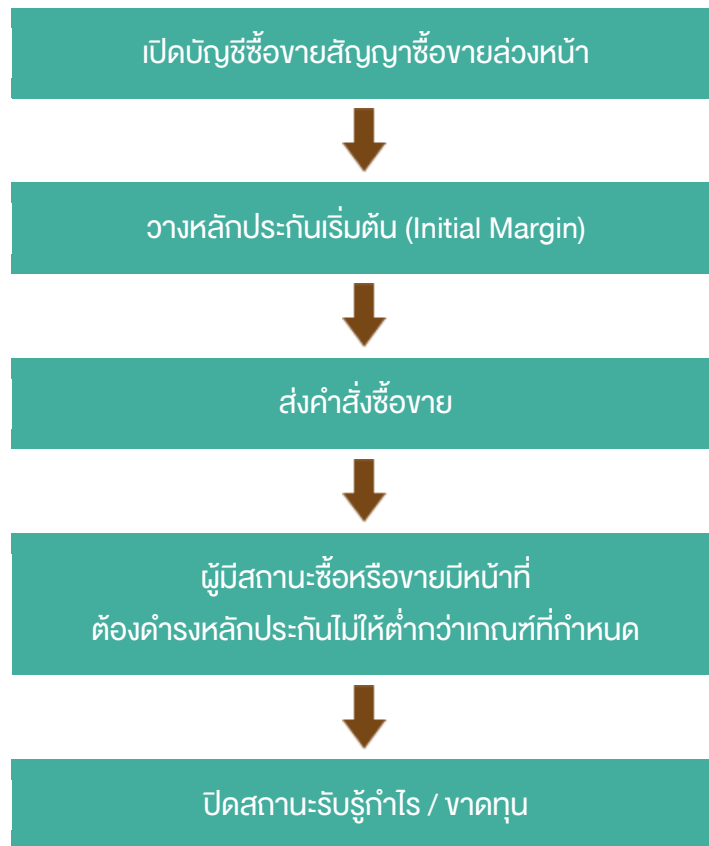 เปิดบัญชีซื้อขายสัญญาซื้อขายล่วงหน้า
วางหลักประกันเริ่มต้น (Initial Margin)
ส่งคำสั่งซื้อขาย
ผู้มีสถานะซื้อหรือขายมีหน้าที่
ต้องดำรงหลักประกันไม่ให้ต่ำกว่าเกณฑ์ที่กำหนด
ปิดสถานะรับรู้กำไร / ขาดทุน